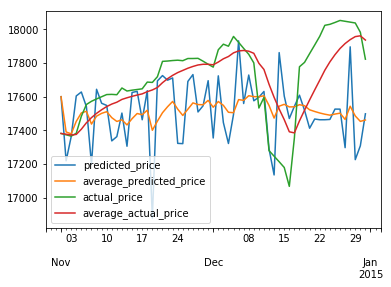 18000
17800
17600
17400
17200
17000
predicted_price
average_predicted_price
actual_price
average_actual_price
03 10 17 24 08 15 22 29
Nov Dec Jan
2015